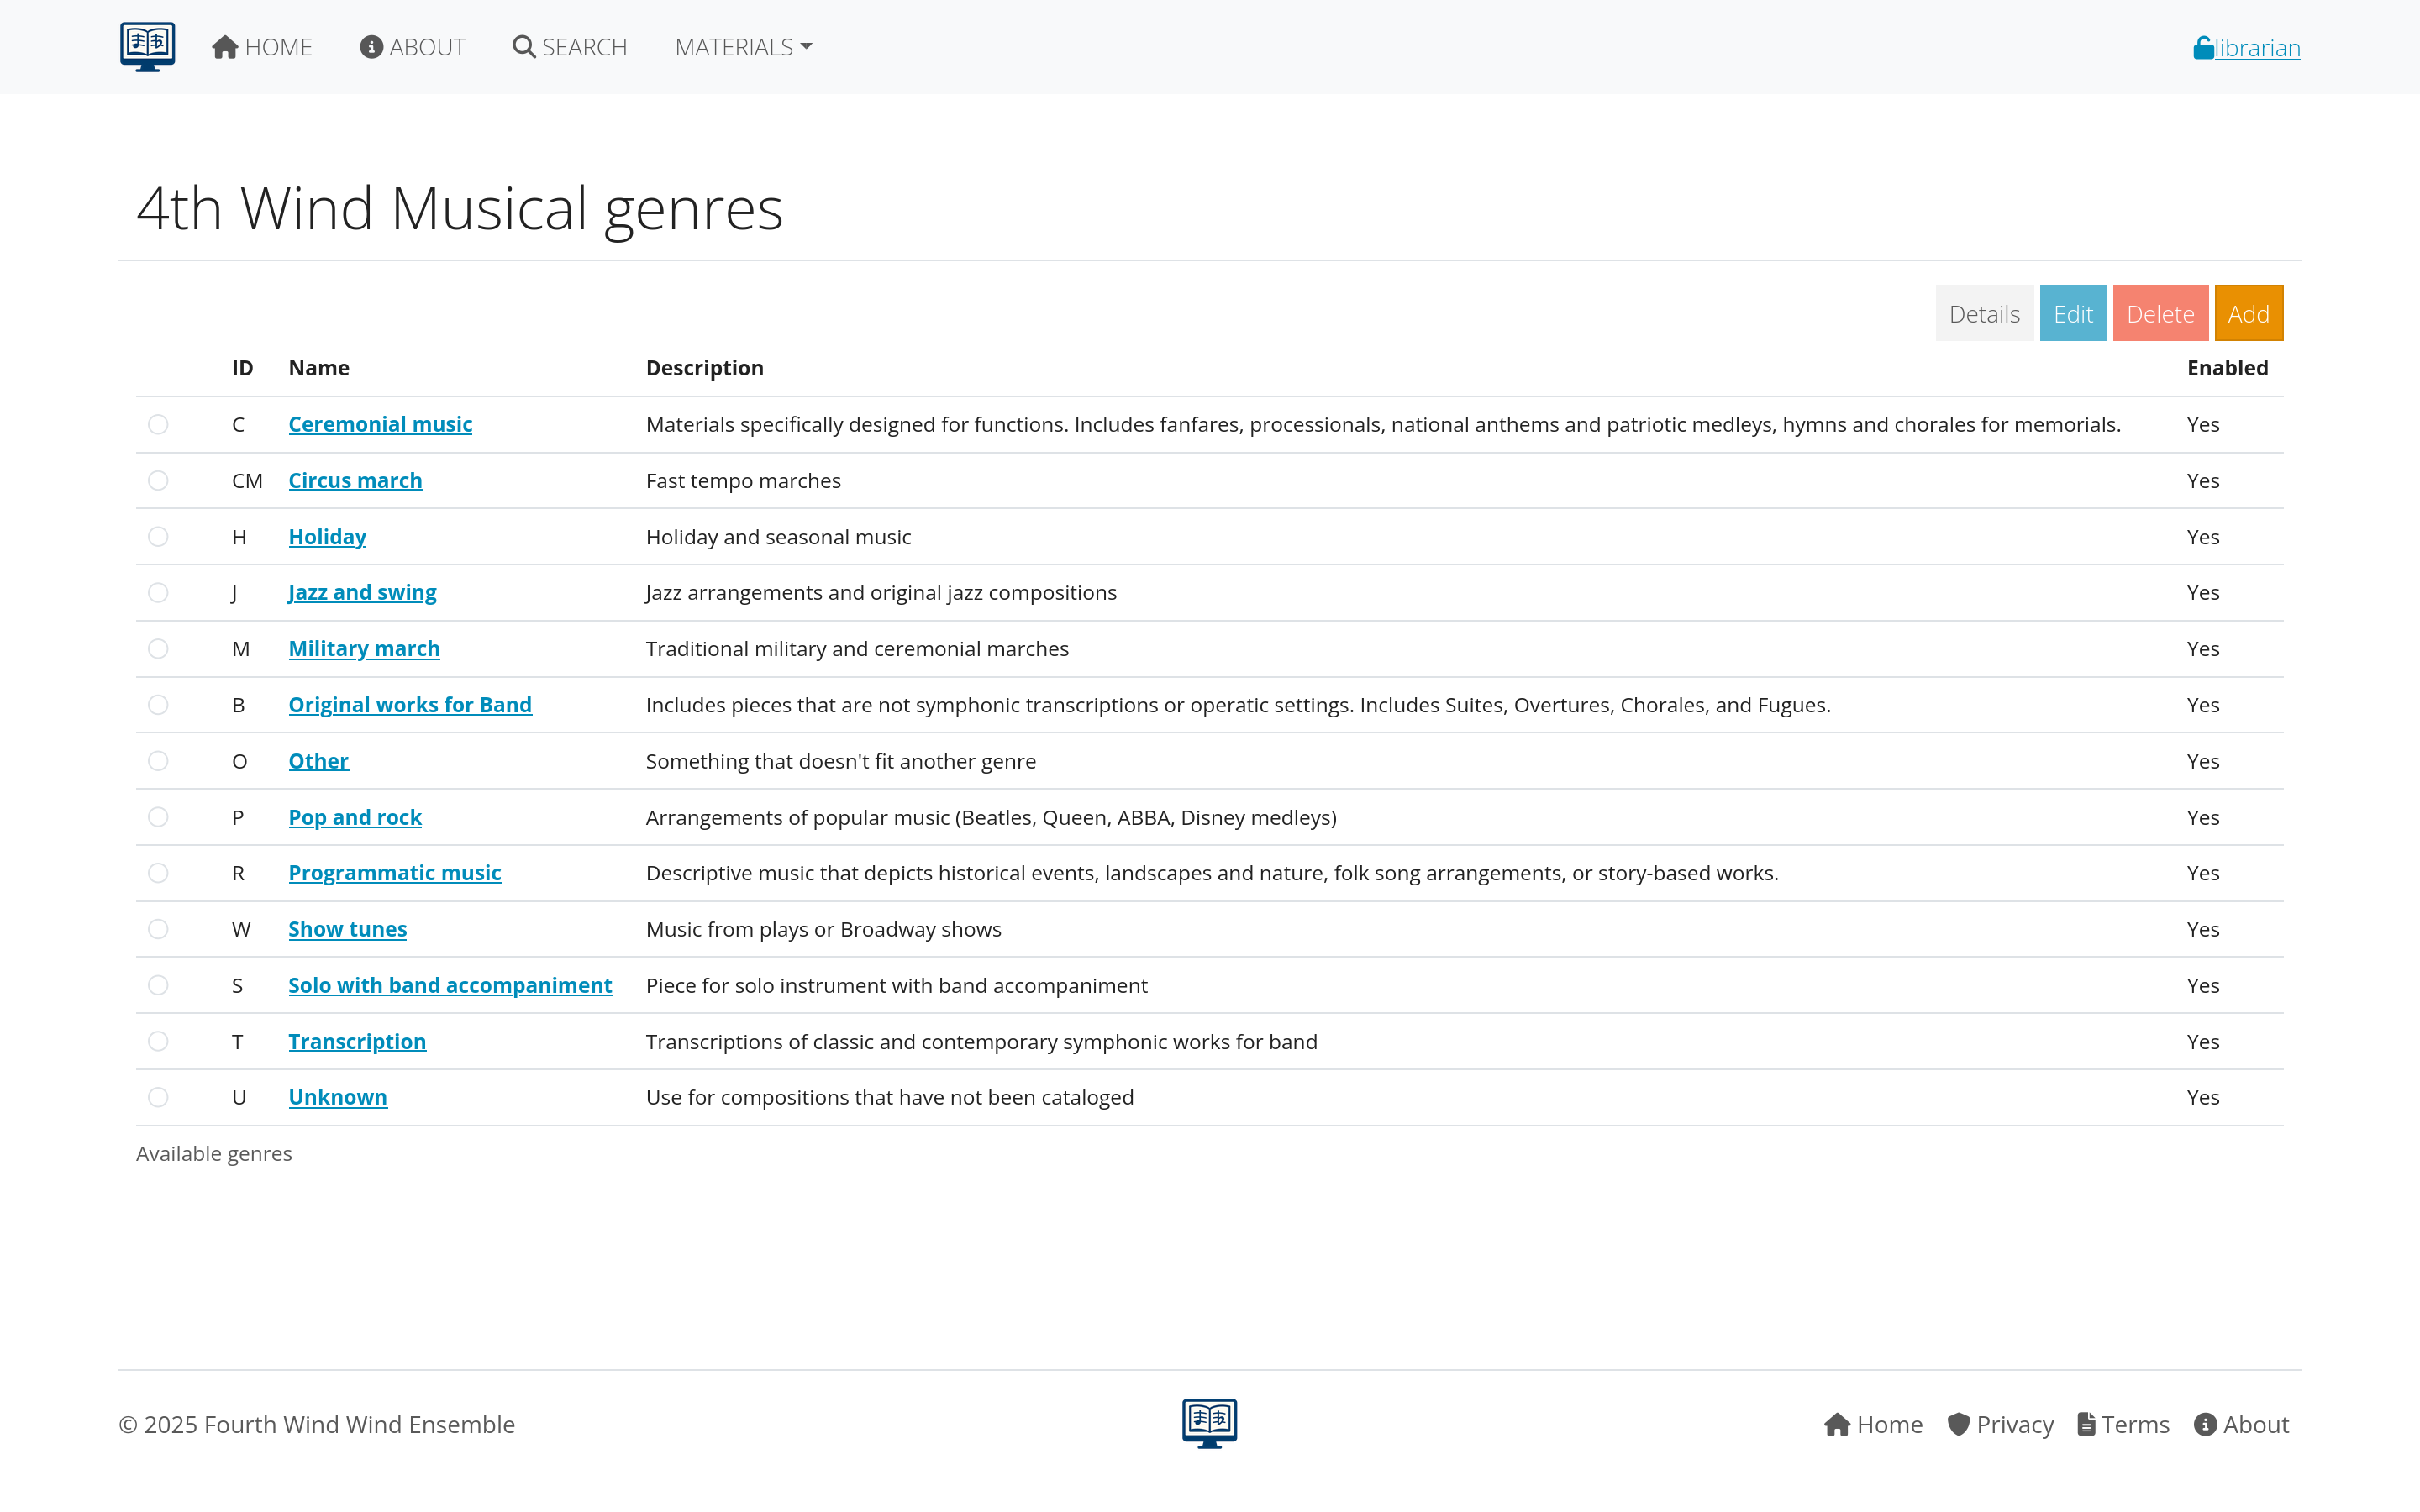 HOME ABOUT SEARCH MATERIALS librarian
4th Wind Musical genres
Details Edit Delete Add
ID Name Description Enabled
C Ceremonial music Materials specifically designed for functions. Includes fanfares, processionals, national anthems and patriotic medleys, hymns and chorales for memorials. Yes
CM Circus march Fast tempo marches Yes
H Holiday Holiday and seasonal music Yes
J Jazz and swing Jazz arrangements and original jazz compositions Yes
M Military march Traditional military and ceremonial marches Yes
B Original works for Band Includes pieces that are not symphonic transcriptions or operatic settings. Includes Suites, Overtures, Chorales, and Fugues. Yes
O Other Something that doesn't fit another genre Yes
P Pop and rock Arrangements of popular music (Beatles, Queen, ABBA, Disney medleys) Yes
R Programmatic music Descriptive music that depicts historical events, landscapes and nature, folk song arrangements, or story-based works. Yes
W Show tunes Music from plays or Broadway shows Yes
S Solo with band accompaniment Piece for solo instrument with band accompaniment Yes
T Transcription Transcriptions of classic and contemporary symphonic works for band Yes
U Unknown Use for compositions that have not been cataloged Yes
Available genres
© 2025 Fourth Wind Wind Ensemble Home Privacy Terms About